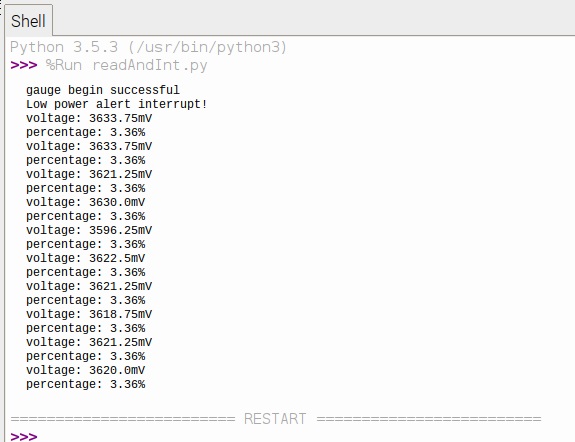 Shell
Python 3.5.3 (/usr/bin/python3)
>>> %Run readAndInt.py
gauge begin successful
Low power alert interrupt!
voltage: 3633.75mV
percentage: 3.36%
voltage: 3633.75mV
percentage: 3.36%
voltage: 3621.25mV
percentage: 3.36%
voltage: 3630.0mV
percentage: 3.36%
voltage: 3596.25mV
percentage: 3.36%
voltage: 3622.5mV
percentage: 3.36%
voltage: 3621.25mV
percentage: 3.36%
voltage: 3618.75mV
percentage: 3.36%
voltage: 3621.25mV
percentage: 3.36%
voltage: 3620.0mV
percentage: 3.36%
========================= RESTART =========================
>>>